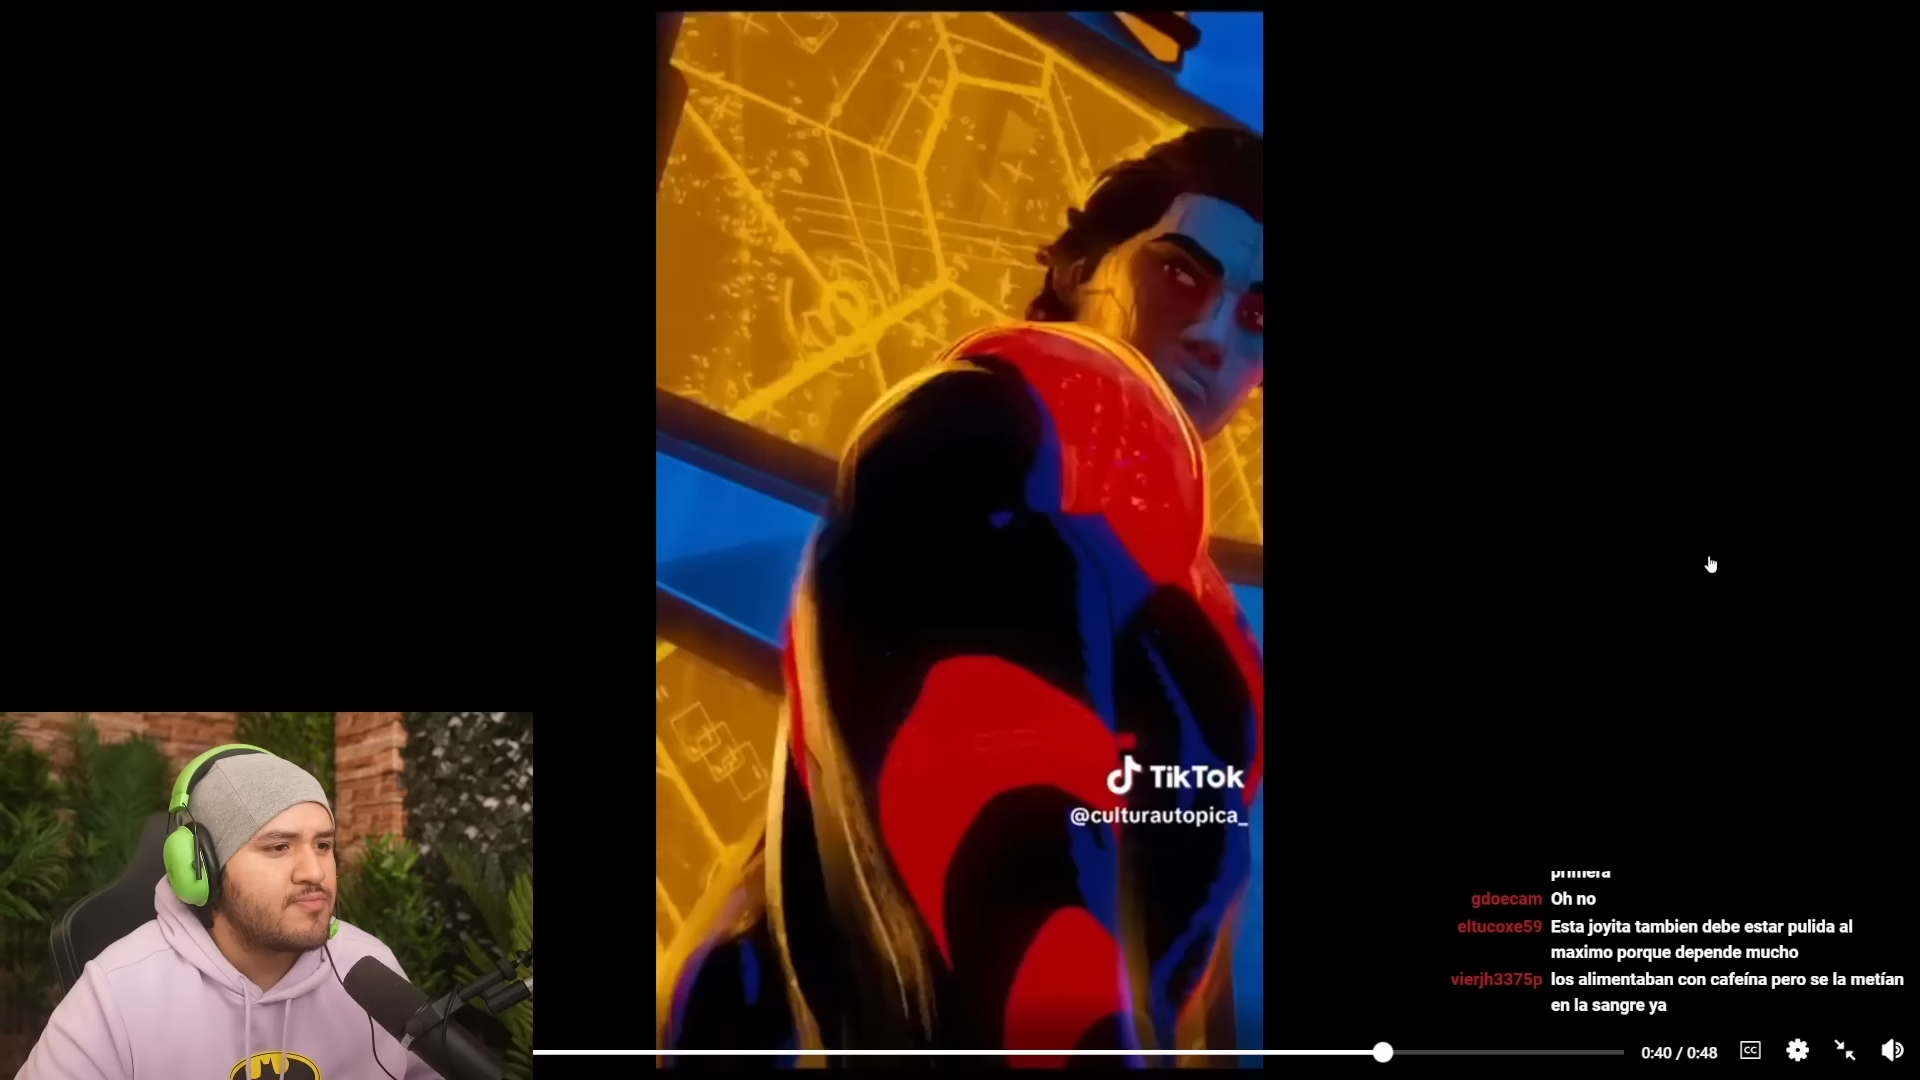 TikTok
@culturautopica_
primera
gdoecam Oh no
eltucoxe59 Esta joyita tambien debe estar pulida al
maximo porque depende mucho
vierjh3375p los alimentaban con cafeína pero se la metían
en la sangre ya
0:40 / 0:48
CC